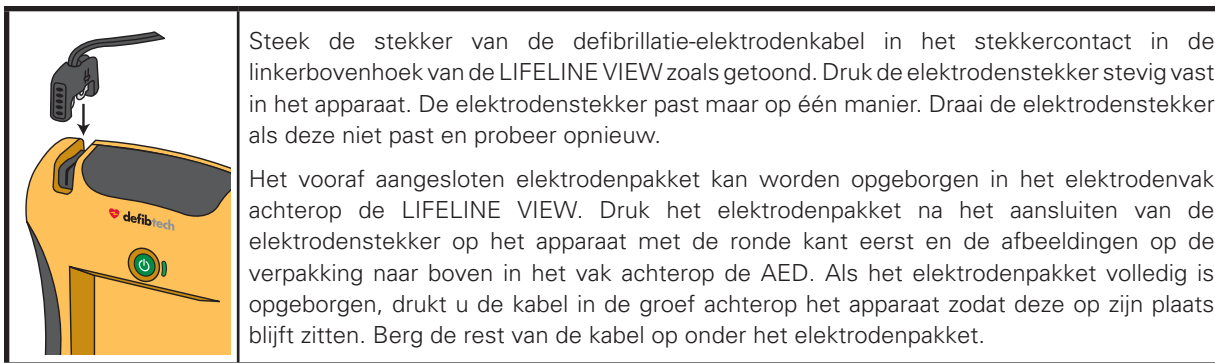 Steek de stekker van de defibrillatie-elektrodenkabel in het stekkercontact in de
linkerbovenhoek van de LIFELINE VIEW zoals getoond. Druk de elektrodenstekker stevig vast
in het apparaat. De elektrodenstekker past maar op één manier. Draai de elektrodenstekker
als deze niet past en probeer opnieuw.
Het vooraf aangesloten elektrodenpakket kan worden opgeborgen in het elektrodenvak
achterop de LIFELINE VIEW. Druk het elektrodenpakket na het aansluiten van de
elektrodenstekker op het apparaat met de ronde kant eerst en de afbeeldingen op de
verpakking naar boven in het vak achterop de AED. Als het elektrodenpakket volledig is
opgeborgen, drukt u de kabel in de groef achterop het apparaat zodat deze op zijn plaats
blijft zitten. Berg de rest van de kabel op onder het elektrodenpakket.
defibtech